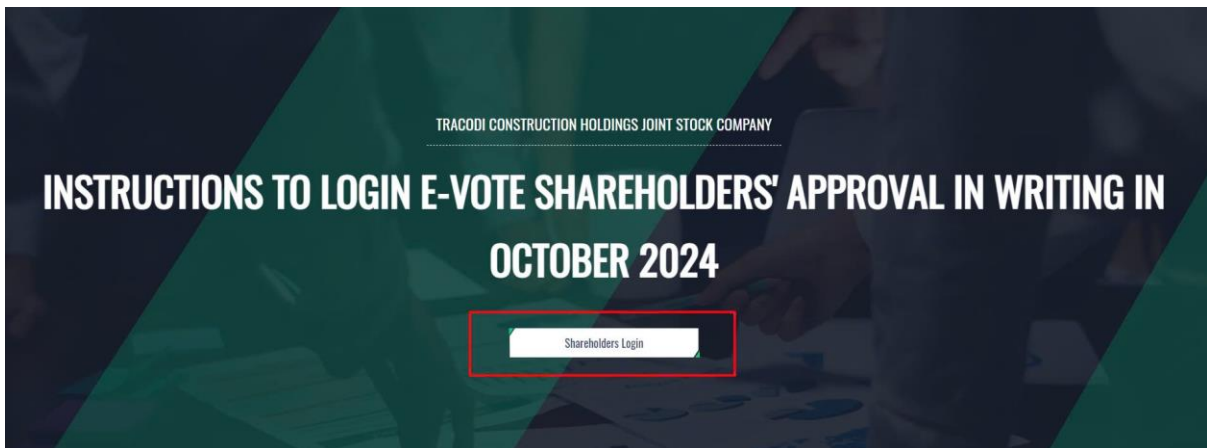 TRACODI CONSTRUCTION HOLDINGS JOINT STOCK COMPANY
INSTRUCTIONS TO LOGIN E-VOTE SHAREHOLDERS' APPROVAL IN WRITING IN
OCTOBER 2024
Shareholders Login